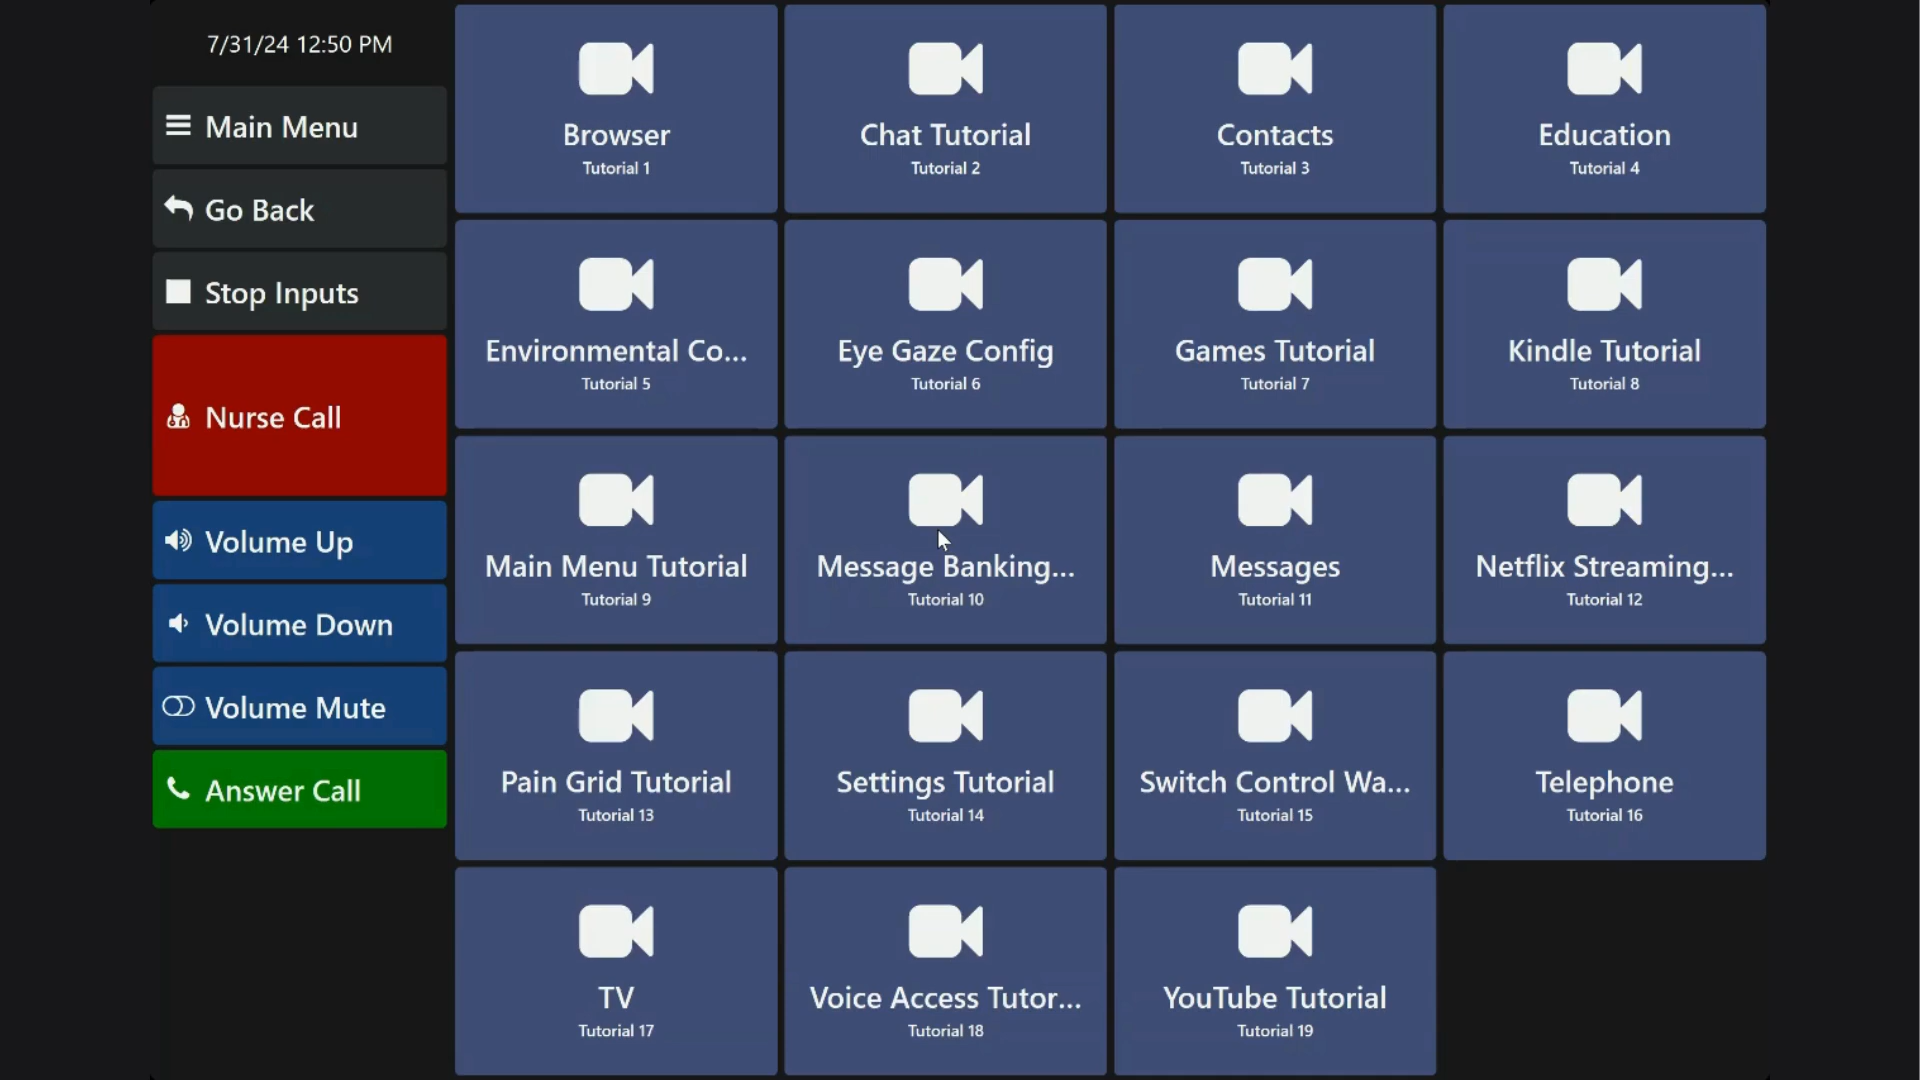 7/31/24 12:50 PM
Main Menu
Go Back
Stop Inputs
Nurse Call
Volume Up
Volume Down
Volume Mute
Answer Call
Browser
Tutorial 1
Chat Tutorial
Tutorial 2
Contacts
Tutorial 3
Education
Tutorial 4
Environmental Co...
Tutorial 5
Eye Gaze Config
Tutorial 6
Games Tutorial
Tutorial 7
Kindle Tutorial
Tutorial 8
Main Menu Tutorial
Tutorial 9
Message Banking...
Tutorial 10
Messages
Tutorial 11
Netflix Streaming...
Tutorial 12
Pain Grid Tutorial
Tutorial 13
Settings Tutorial
Tutorial 14
Switch Control Wa...
Tutorial 15
Telephone
Tutorial 16
TV
Tutorial 17
Voice Access Tutor...
Tutorial 18
YouTube Tutorial
Tutorial 19